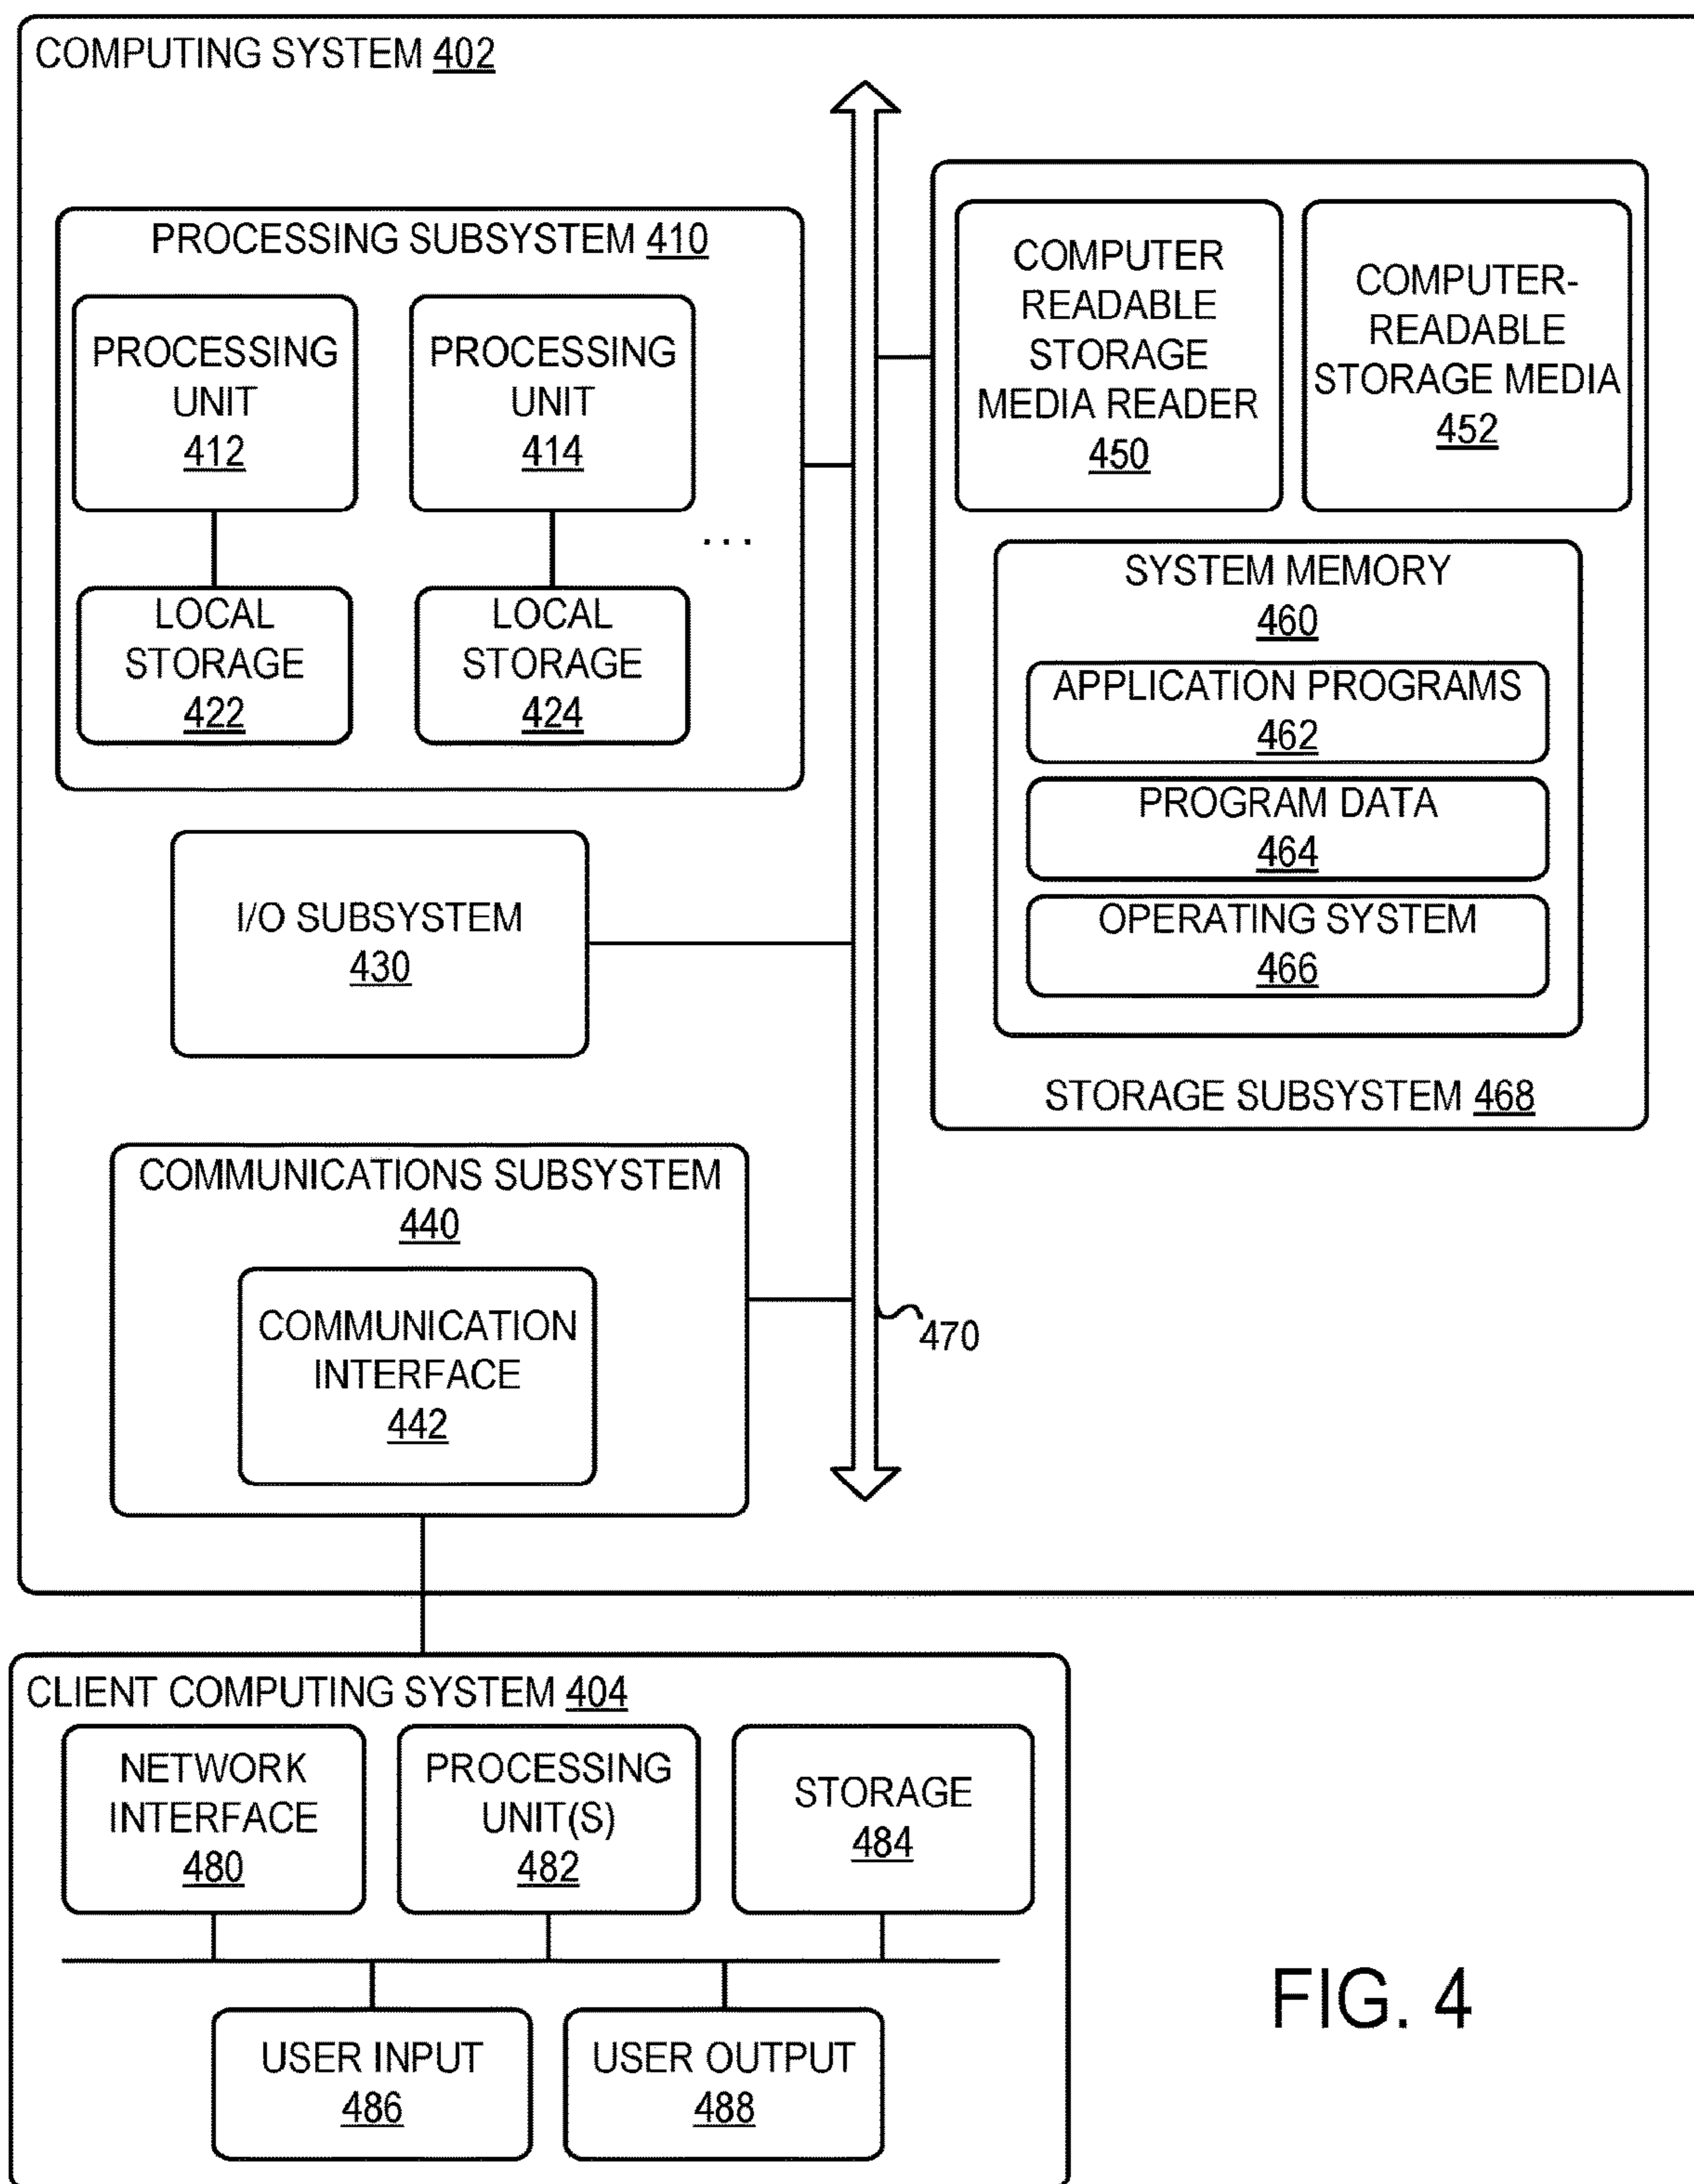 COMPUTING SYSTEM 402
PROCESSING SUBSYSTEM 410
PROCESSING
UNIT
412
PROCESSING
UNIT
414
...
LOCAL
STORAGE
422
LOCAL
STORAGE
424
I/O SUBSYSTEM
430
COMMUNICATIONS SUBSYSTEM
440
COMMUNICATION
INTERFACE
442
COMPUTER
READABLE
STORAGE
MEDIA READER
450
COMPUTER-
READABLE
STORAGE MEDIA
452
SYSTEM MEMORY
460
APPLICATION PROGRAMS
462
PROGRAM DATA
464
OPERATING SYSTEM
466
STORAGE SUBSYSTEM 468
470
CLIENT COMPUTING SYSTEM 404
NETWORK
INTERFACE
480
PROCESSING
UNIT(S)
482
STORAGE
484
USER INPUT
486
USER OUTPUT
488
FIG. 4